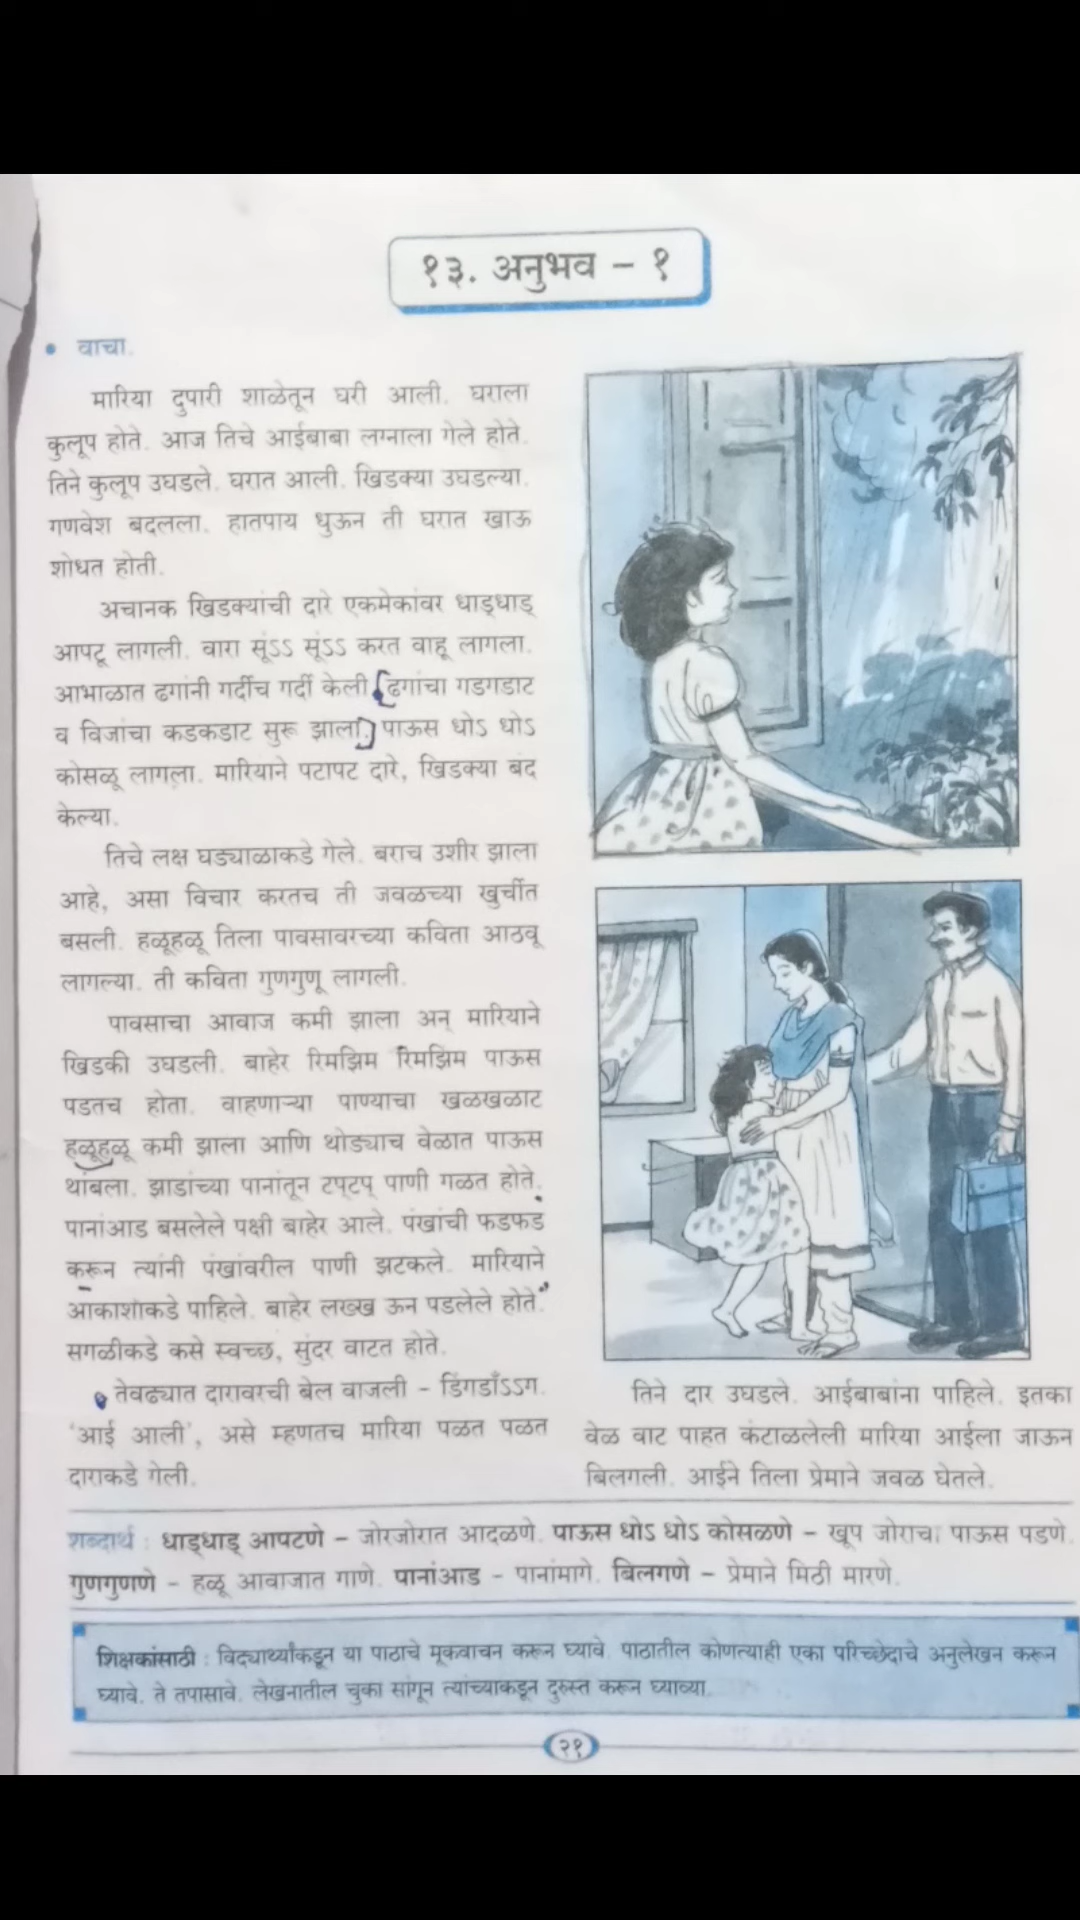 १३. अनुभव – १
• वाचा.
मारिया दुपारी शाळेतून घरी आली. घराला
कुलूप होते. आज तिचे आईबाबा लग्नाला गेले होते.
तिने कुलूप उघडले. घरात आली. खिडक्या उघडल्या.
गणवेश बदलला. हातपाय धुऊन ती घरात खाऊ
शोधत होती.
अचानक खिडक्यांची दारे एकमेकांवर धाड्धाड्
आपटू लागली. वारा सूंऽऽ सूंऽऽ करत वाहू लागला.
आभाळात ढगांनी गर्दीच गर्दी केली. [ढगांचा गडगडाट
व विजांचा कडकडाट सुरू झाला.] पाऊस धोऽ धोऽ
कोसळू लागला. मारियाने पटापट दारे, खिडक्या बंद
केल्या.
तिचे लक्ष घड्याळाकडे गेले. बराच उशीर झाला
आहे, असा विचार करतच ती जवळच्या खुर्चीत
बसली. हळूहळू तिला पावसावरच्या कविता आठवू
लागल्या. ती कविता गुणगुणू लागली.
पावसाचा आवाज कमी झाला अन् मारियाने
खिडकी उघडली. बाहेर रिमझिम रिमझिम पाऊस
पडतच होता. वाहणाऱ्या पाण्याचा खळखळाट
हळूहळू कमी झाला आणि थोड्याच वेळात पाऊस
थांबला. झाडांच्या पानांतून टप्टप् पाणी गळत होते.
पानांआड बसलेले पक्षी बाहेर आले. पंखांची फडफड
करून त्यांनी पंखांवरील पाणी झटकले. मारियाने
आकाशाकडे पाहिले. बाहेर लख्ख ऊन पडलेले होते.
सगळीकडे कसे स्वच्छ, सुंदर वाटत होते.
तेवढ्यात दारावरची बेल वाजली – डिंगडाँऽऽग.
'आई आली', असे म्हणतच मारिया पळत पळत
दाराकडे गेली.
तिने दार उघडले. आईबाबांना पाहिले. इतका
वेळ वाट पाहत कंटाळलेली मारिया आईला जाऊन
बिलगली. आईने तिला प्रेमाने जवळ घेतले.
शब्दार्थ : धाड्धाड् आपटणे – जोरजोरात आदळणे. पाऊस धोऽ धोऽ कोसळणे – खूप जोराचा पाऊस पडणे.
गुणगुणणे – हळू आवाजात गाणे. पानांआड – पानांमागे. बिलगणे – प्रेमाने मिठी मारणे.
शिक्षकांसाठी : विद्यार्थ्यांकडून या पाठाचे मूकवाचन करून घ्यावे. पाठातील कोणत्याही एका परिच्छेदाचे अनुलेखन करून
घ्यावे. ते तपासावे. लेखनातील चुका सांगून त्यांच्याकडून दुरुस्त करून घ्याव्या.
२१